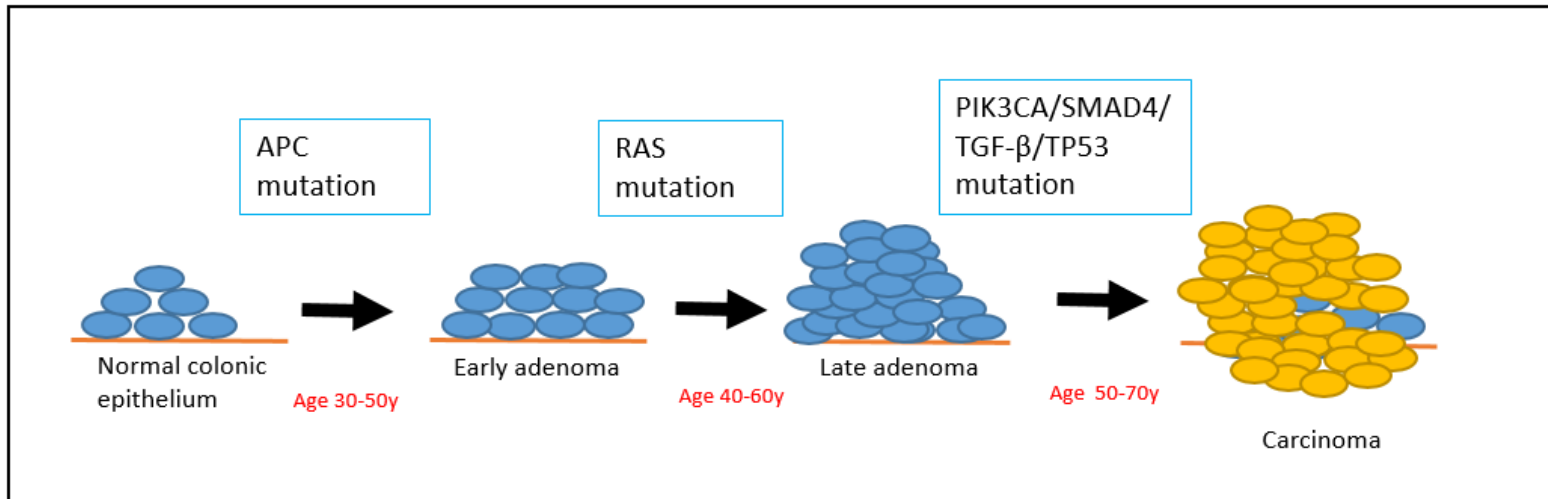 APC
mutation
RAS
mutation
PIK3CA/SMAD4/
TGF-β/TP53
mutation
Normal colonic
epithelium
Age 30-50y
Early adenoma
Age 40-60y
Late adenoma
Age 50-70y
Carcinoma